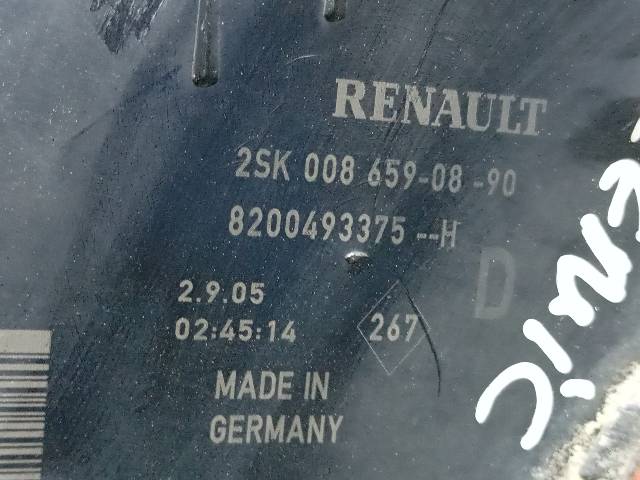 RENAULT
2SK 008 659-08-90
8200493375--H
D
2.9.05
02:45:14
267
MADE IN
GERMANY